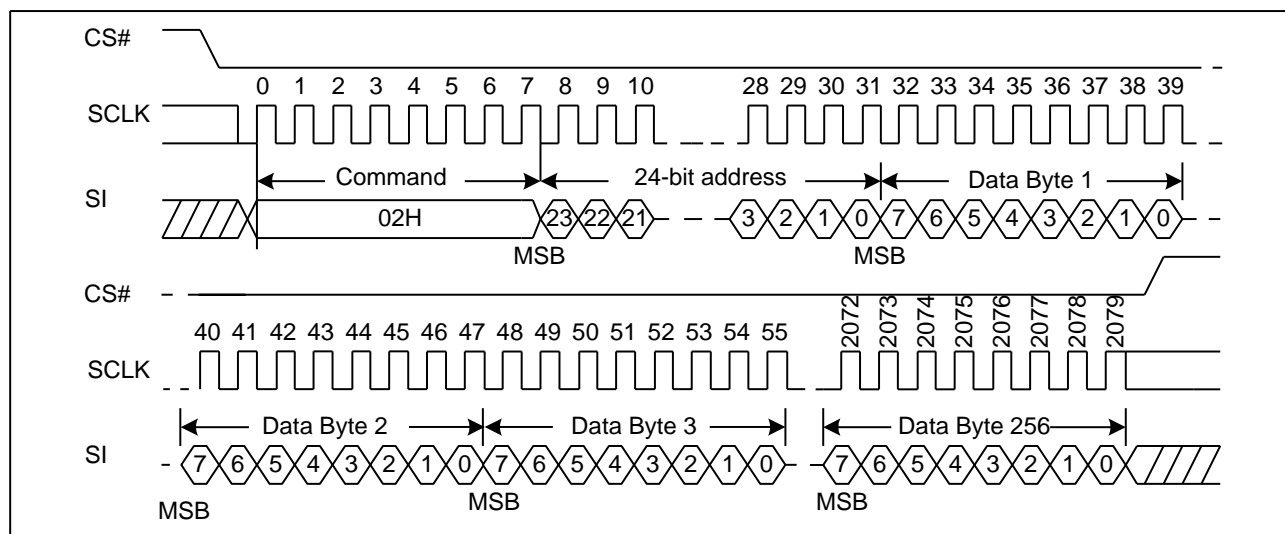 CS#
0 1 2 3 4 5 6 7 8 9 10 28 29 30 31 32 33 34 35 36 37 38 39
SCLK
Command 24-bit address Data Byte 1
SI
02H 23 22 21 3 2 1 0 7 6 5 4 3 2 1 0
MSB MSB
CS#
40 41 42 43 44 45 46 47 48 49 50 51 52 53 54 55 2072 2073 2074 2075 2076 2077 2078 2079
SCLK
Data Byte 2 Data Byte 3 Data Byte 256
SI
7 6 5 4 3 2 1 0 7 6 5 4 3 2 1 0 7 6 5 4 3 2 1 0
MSB MSB MSB